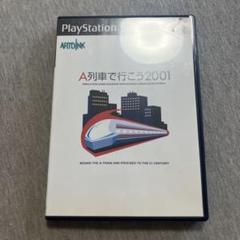 PlayStation
ARTDINK
A列車で行こう2001
BOARD THE A-TRAIN AND PROCEED TO THE 21 CENTURY